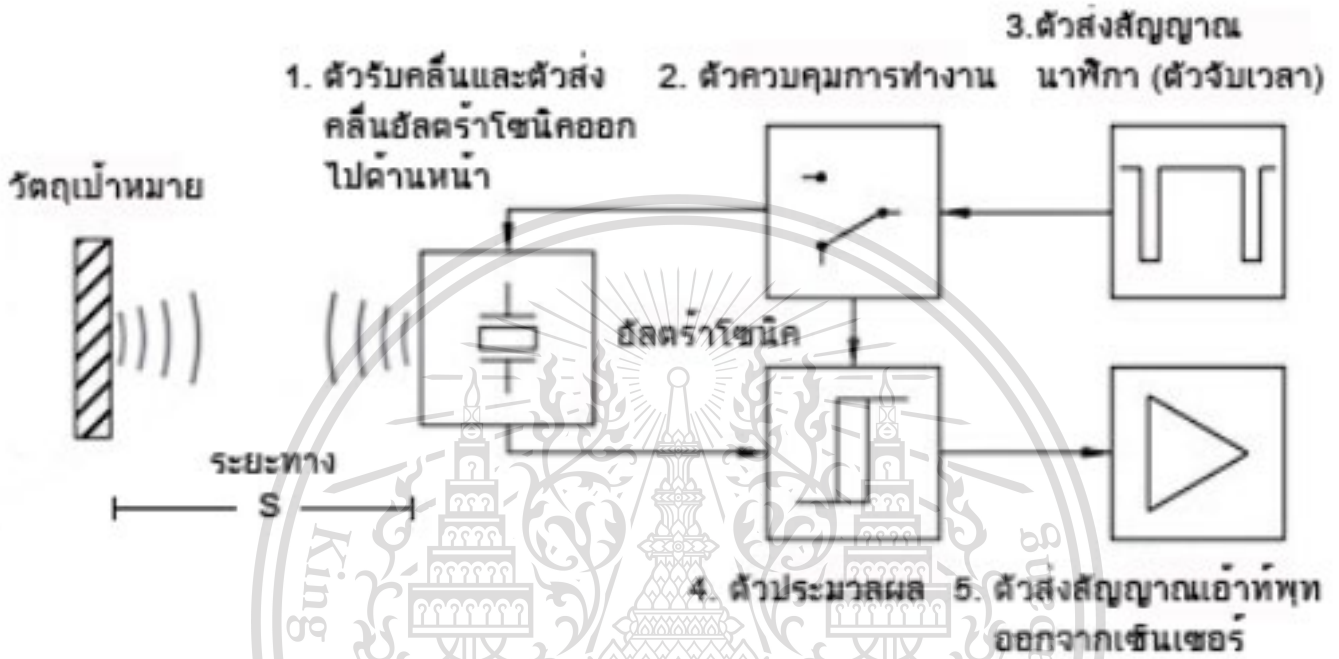 3.ตัวส่งสัญญาณ
นาฬิกา (ตัวจับเวลา)
1. ตัวรับคลื่นและตัวส่ง
คลื่นอัลตร้าโซนิคออก
ไปด้านหน้า
2. ตัวควบคุมการทำงาน
วัตถุเป้าหมาย
อัลตร้าโซนิค
ระยะทาง
S
4. ตัวประมวลผล
5. ตัวส่งสัญญาณเอ้าท์พุท
ออกจากเซ็นเซอร์
King